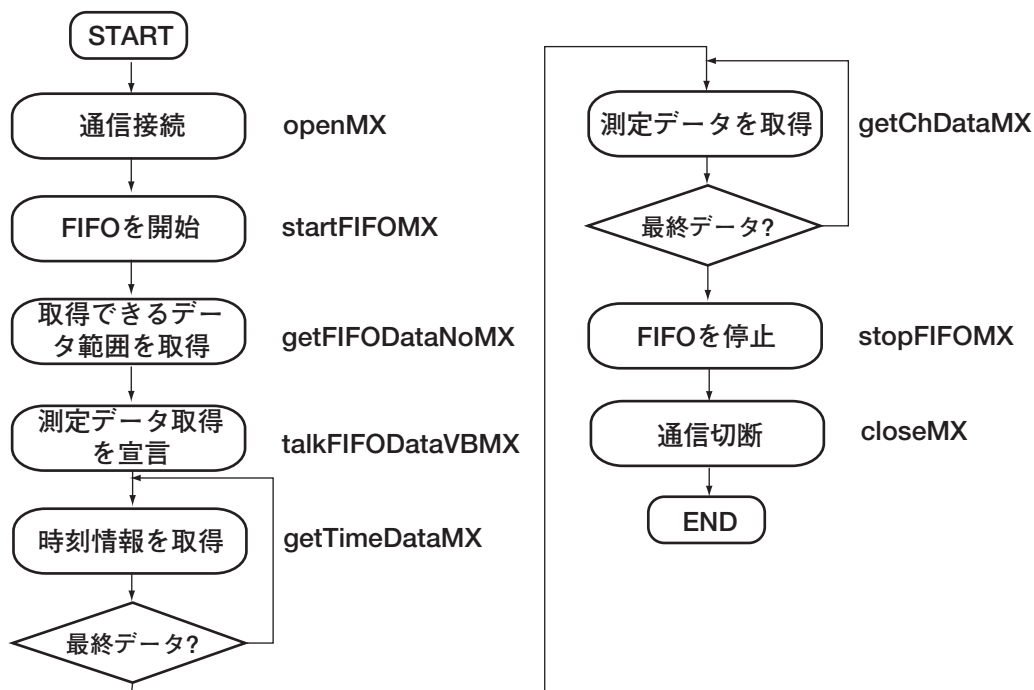 START
通信接続
openMX
FIFOを開始
startFIFOMX
取得できるデー
タ範囲を取得
getFIFODataNoMX
測定データ取得
を宣言
talkFIFODataVBMX
時刻情報を取得
getTimeDataMX
最終データ?
測定データを取得
getChDataMX
最終データ?
FIFOを停止
stopFIFOMX
通信切断
closeMX
END